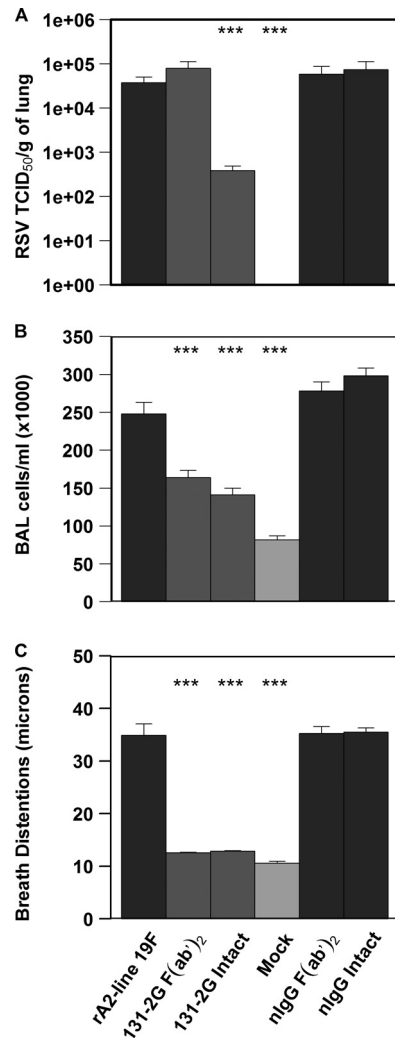 A
*** ***
1e+06
1e+05
1e+04
1e+03
1e+02
1e+01
1e+00
RSV TCID₅₀/g of lung
B
*** *** ***
350
300
250
200
150
100
50
0
BAL cells/ml (x1000)
C
*** *** ***
50
40
30
20
10
0
Breath Distentions (microns)
rA2-line 19F
131-2G F(ab')₂
131-2G Intact
Mock
nIgG F(ab')₂
nIgG Intact